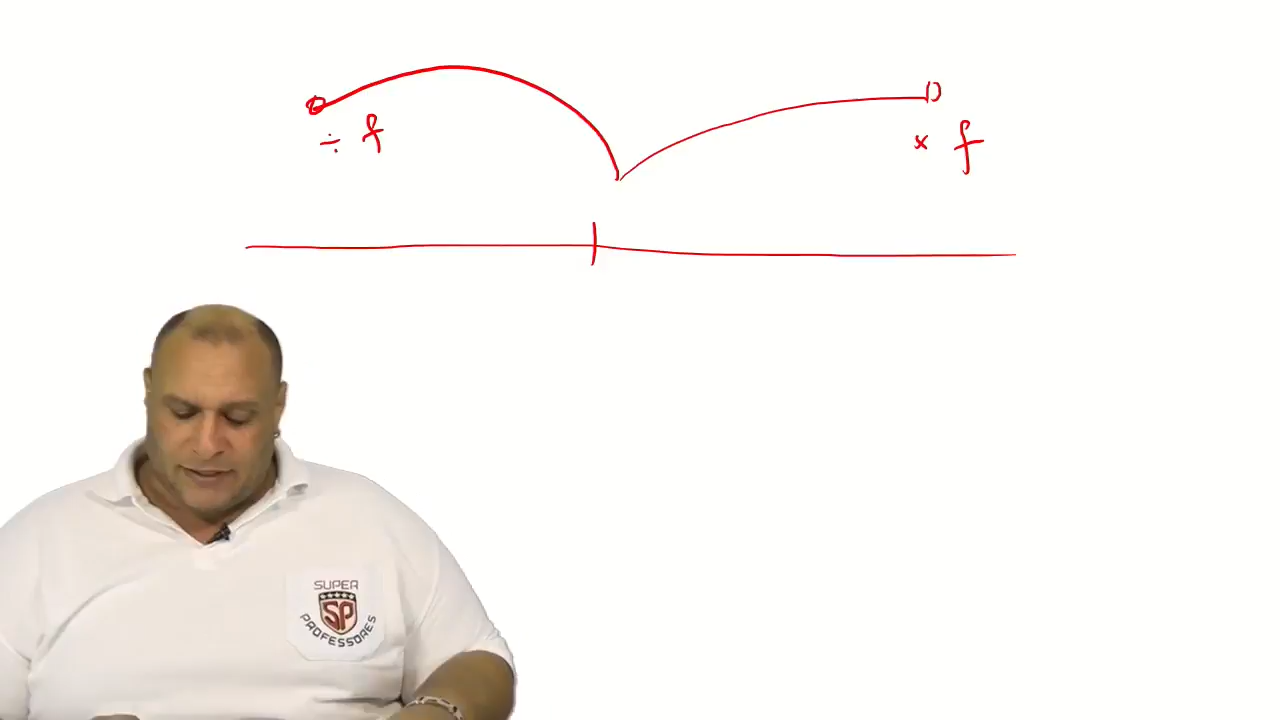 ÷ f
× f
SUPER
SP
PROFESSORES